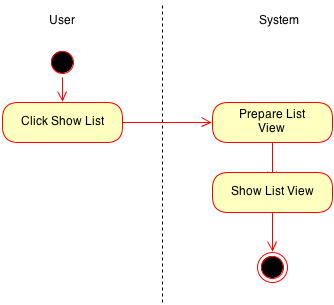 User
System
Click Show List
Prepare List
View
Show List View